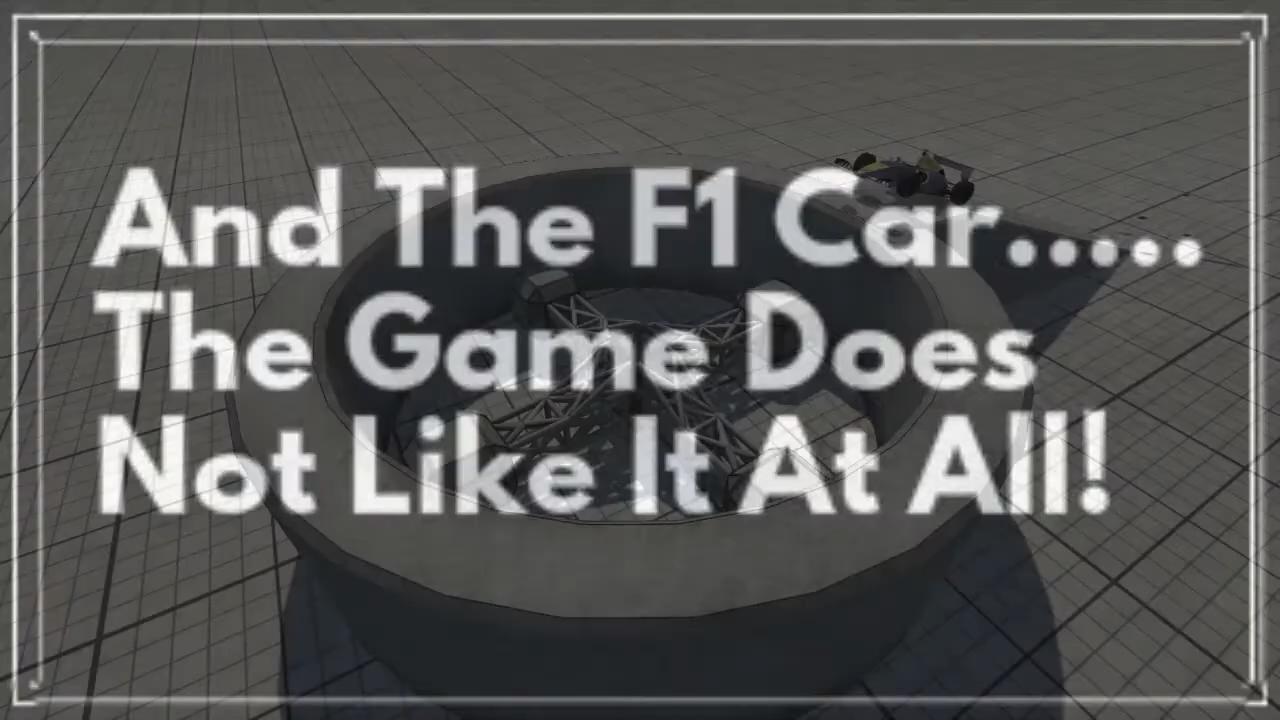 And The F1 Car.....
The Game Does
Not Like It At All!